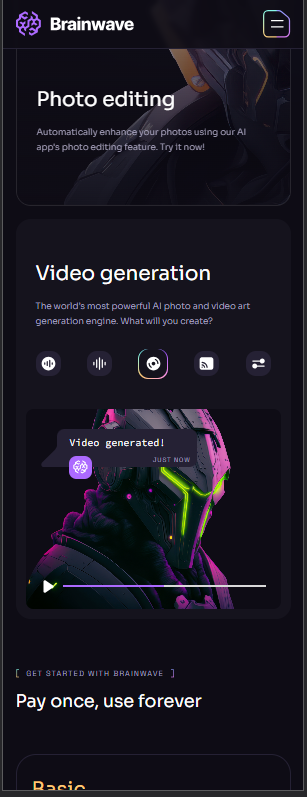 Brainwave
Photo editing
Automatically enhance your photos using our AI
app's photo editing feature. Try it now!
Video generation
The world's most powerful AI photo and video art
generation engine. What will you create?
Video generated!
JUST NOW
[ GET STARTED WITH BRAINWAVE ]
Pay once, use forever
Basic